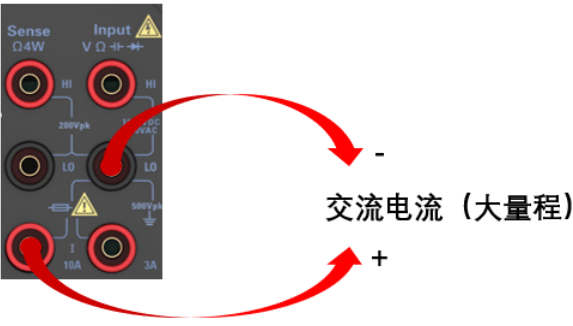 Sense Input
Ω4W V Ω ⊣⊢
HI HI
200Vpk
LO LO
500Vpk
I
10A 3A
-
交流电流（大量程）
+